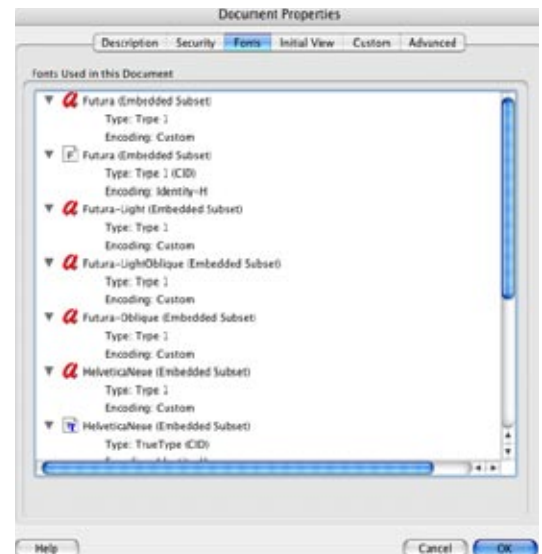 Document Properties
Description Security Fonts Initial View Custom Advanced
Fonts Used in this Document
Futura (Embedded Subset)
Type: Type 1
Encoding: Custom
Futura (Embedded Subset)
Type: Type 1 (CID)
Encoding: Identity-H
Futura-Light (Embedded Subset)
Type: Type 1
Encoding: Custom
Futura-LightOblique (Embedded Subset)
Type: Type 1
Encoding: Custom
Futura-Oblique (Embedded Subset)
Type: Type 1
Encoding: Custom
HelveticaNeue (Embedded Subset)
Type: Type 1
Encoding: Custom
HelveticaNeue (Embedded Subset)
Type: TrueType (CID)
Help Cancel OK